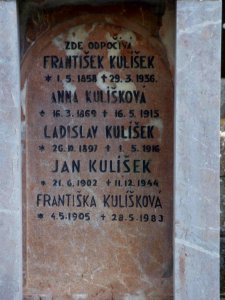 ZDE ODPOČÍVÁ
FRANTIŠEK KULÍŠEK
* 1. 5. 1858 + 29. 3. 1936.
ANNA KULÍŠKOVÁ
* 16. 3. 1869 + 16. 5. 1915
LADISLAV KULÍŠEK
* 26. 10. 1897 + 1. 5. 1916
JAN KULÍŠEK
* 21. 6. 1902 + 11. 12. 1944
FRANTIŠKA KULÍŠKOVÁ
* 4.5.1905 + 28.5.1983